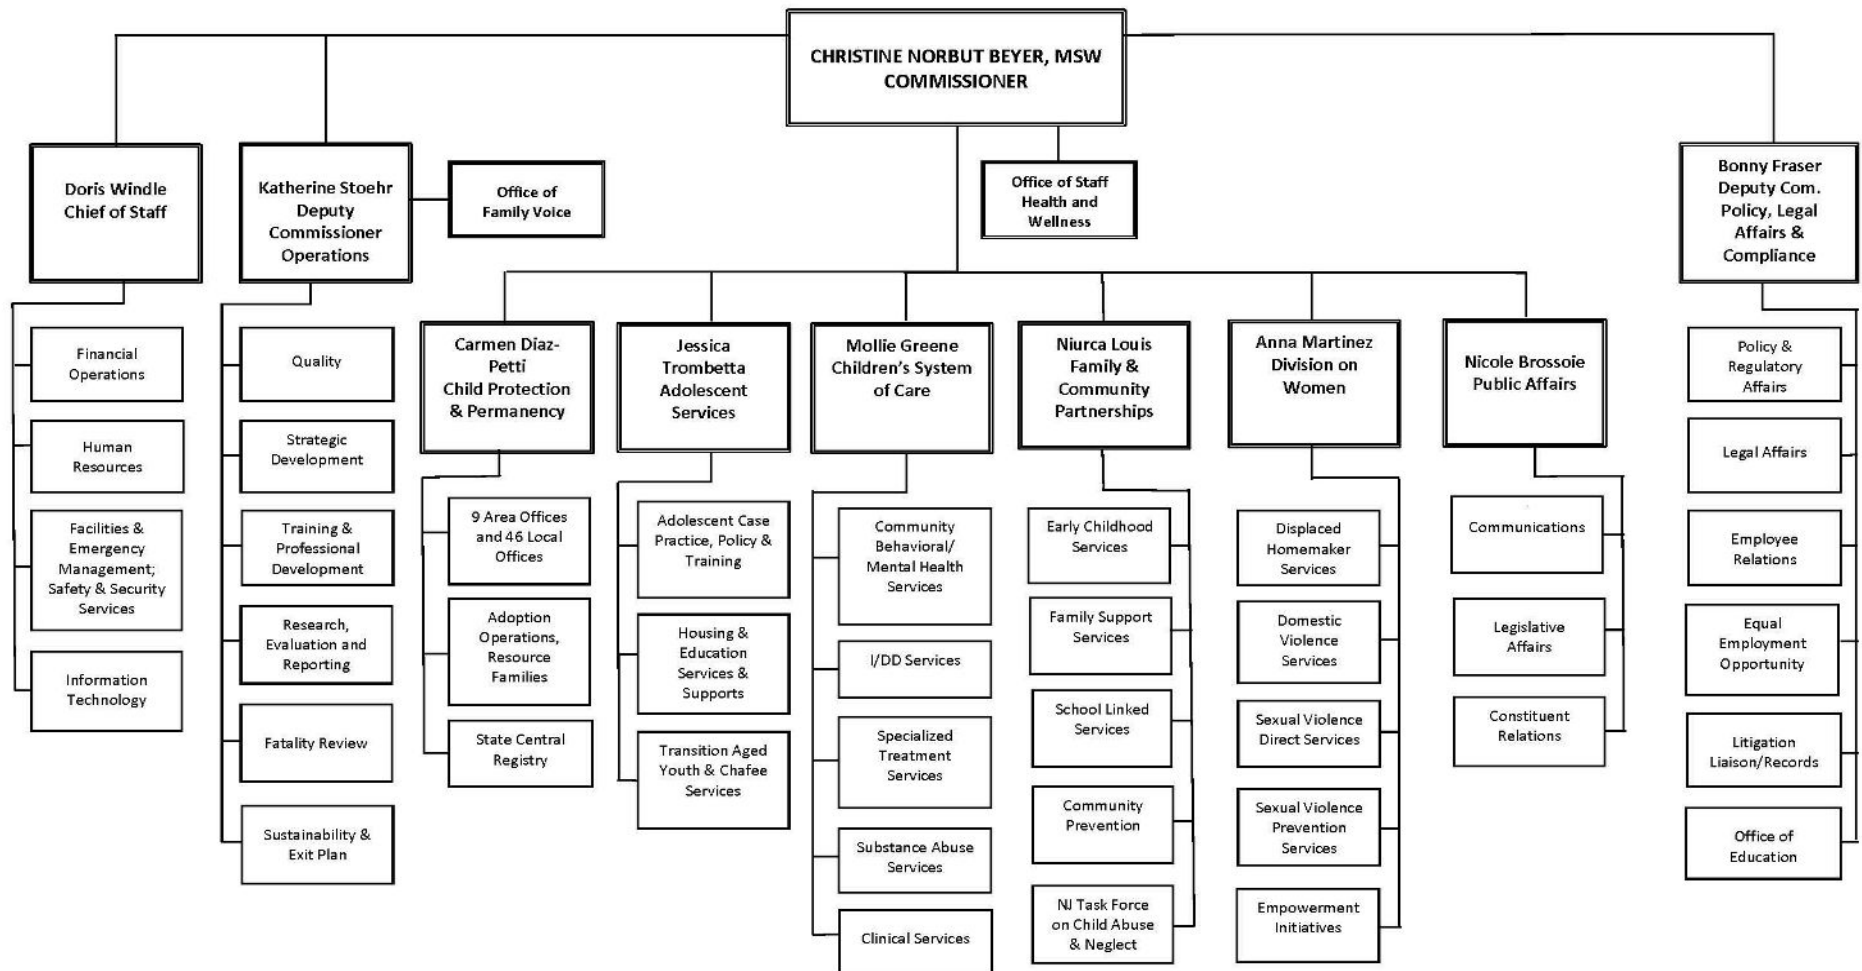 CHRISTINE NORBUT BEYER, MSW
COMMISSIONER
Doris Windle
Chief of Staff
Katherine Stoehr
Deputy
Commissioner
Operations
Office of
Family Voice
Office of Staff
Health and
Wellness
Bonny Fraser
Deputy Com.
Policy, Legal
Affairs &
Compliance
Financial
Operations
Human
Resources
Facilities &
Emergency
Management;
Safety & Security
Services
Information
Technology
Quality
Strategic
Development
Training &
Professional
Development
Research,
Evaluation and
Reporting
Fatality Review
Sustainability &
Exit Plan
Carmen Diaz-
Petti
Child Protection
& Permanency
9 Area Offices
and 46 Local
Offices
Adoption
Operations,
Resource
Families
State Central
Registry
Jessica
Trombetta
Adolescent
Services
Adolescent Case
Practice, Policy &
Training
Housing &
Education
Services &
Supports
Transition Aged
Youth & Chafee
Services
Mollie Greene
Children's System
of Care
Community
Behavioral/
Mental Health
Services
I/DD Services
Specialized
Treatment
Services
Substance Abuse
Services
Clinical Services
Niurca Louis
Family &
Community
Partnerships
Early Childhood
Services
Family Support
Services
School Linked
Services
Community
Prevention
NJ Task Force
on Child Abuse
& Neglect
Anna Martinez
Division on
Women
Displaced
Homemaker
Services
Domestic
Violence
Services
Sexual Violence
Direct Services
Sexual Violence
Prevention
Services
Empowerment
Initiatives
Nicole Brossoie
Public Affairs
Communications
Legislative
Affairs
Constituent
Relations
Policy &
Regulatory
Affairs
Legal Affairs
Employee
Relations
Equal
Employment
Opportunity
Litigation
Liaison/Records
Office of
Education